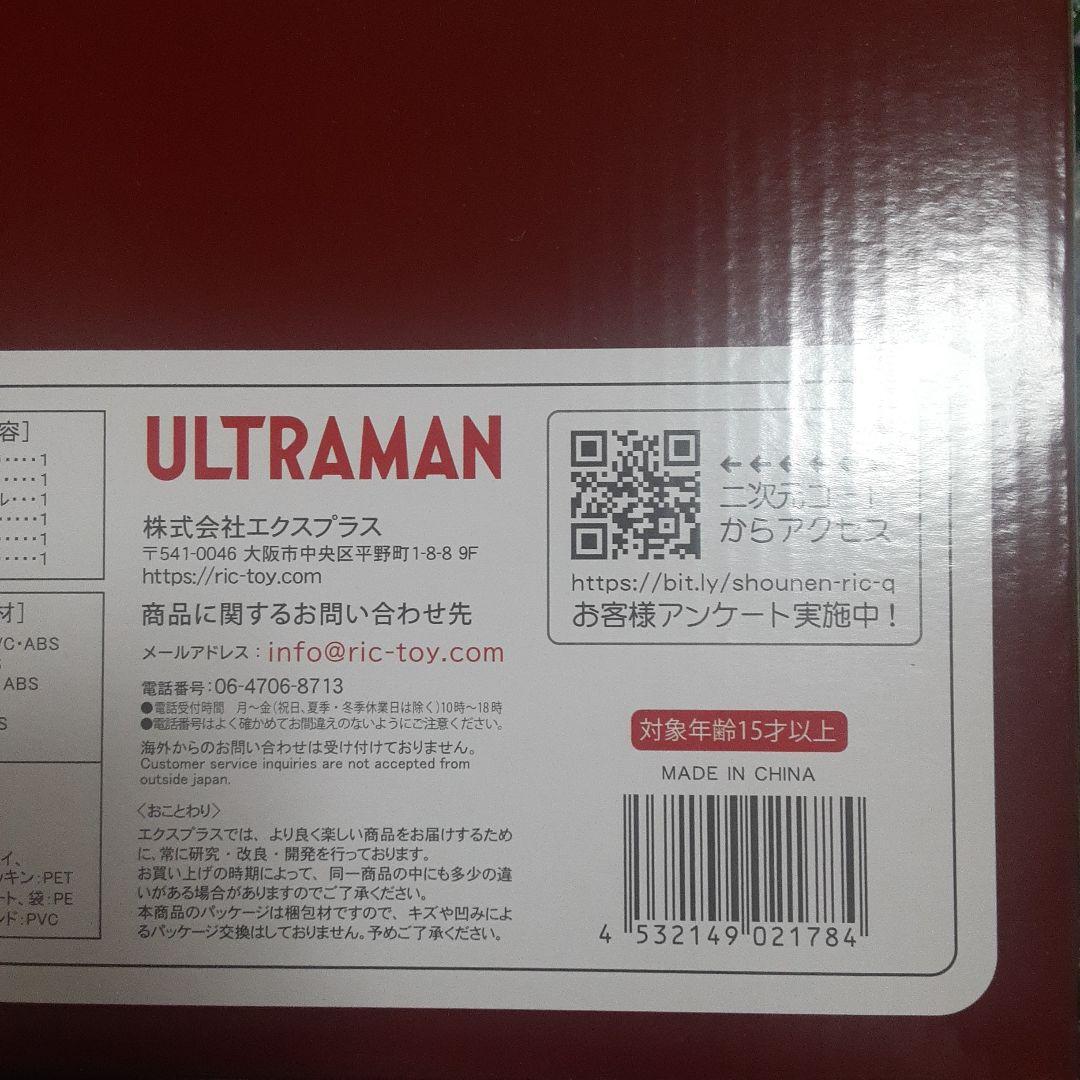 容］
‥‥1
‥‥‥1
ル‥‥1
‥‥‥1
‥‥‥1
‥‥‥1
材］
VC・ABS
ABS
S
イ、
ッキン：PET
ート、袋：PE
ンド：PVC
ULTRAMAN
株式会社エクスプラス
〒541-0046 大阪市中央区平野町1-8-8 9F
https://ric-toy.com
商品に関するお問い合わせ先
メールアドレス：info@ric-toy.com
電話番号：06-4706-8713
●電話受付時間　月〜金（祝日、夏季・冬季休業日は除く）10時〜18時
●電話番号はよく確かめてお間違えのないようにご注意ください。
海外からのお問い合わせは受け付けておりません。
Customer service inquiries are not accepted from
outside japan.
〈おことわり〉
エクスプラスでは、より良く楽しい商品をお届けするため
に、常に研究・改良・開発を行っております。
お買い上げの時期によって、同一商品の中にも多少の違
いがある場合がありますのでご了承ください。
本商品のパッケージは梱包材ですので、キズや凹みによ
るパッケージ交換はしておりません。予めご了承ください。
←←←←←←
二次元コード
からアクセス
https://bit.ly/shounen-ric-q
お客様アンケート実施中！
対象年齢15才以上
MADE IN CHINA
4 532149 021784